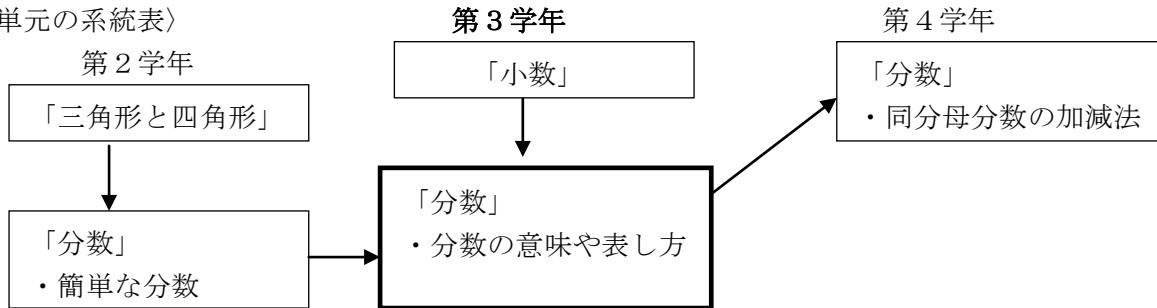 単元の系統表〉
第２学年
「三角形と四角形」
「分数」
・簡単な分数
第３学年
「小数」
「分数」
・分数の意味や表し方
第４学年
「分数」
・同分母分数の加減法